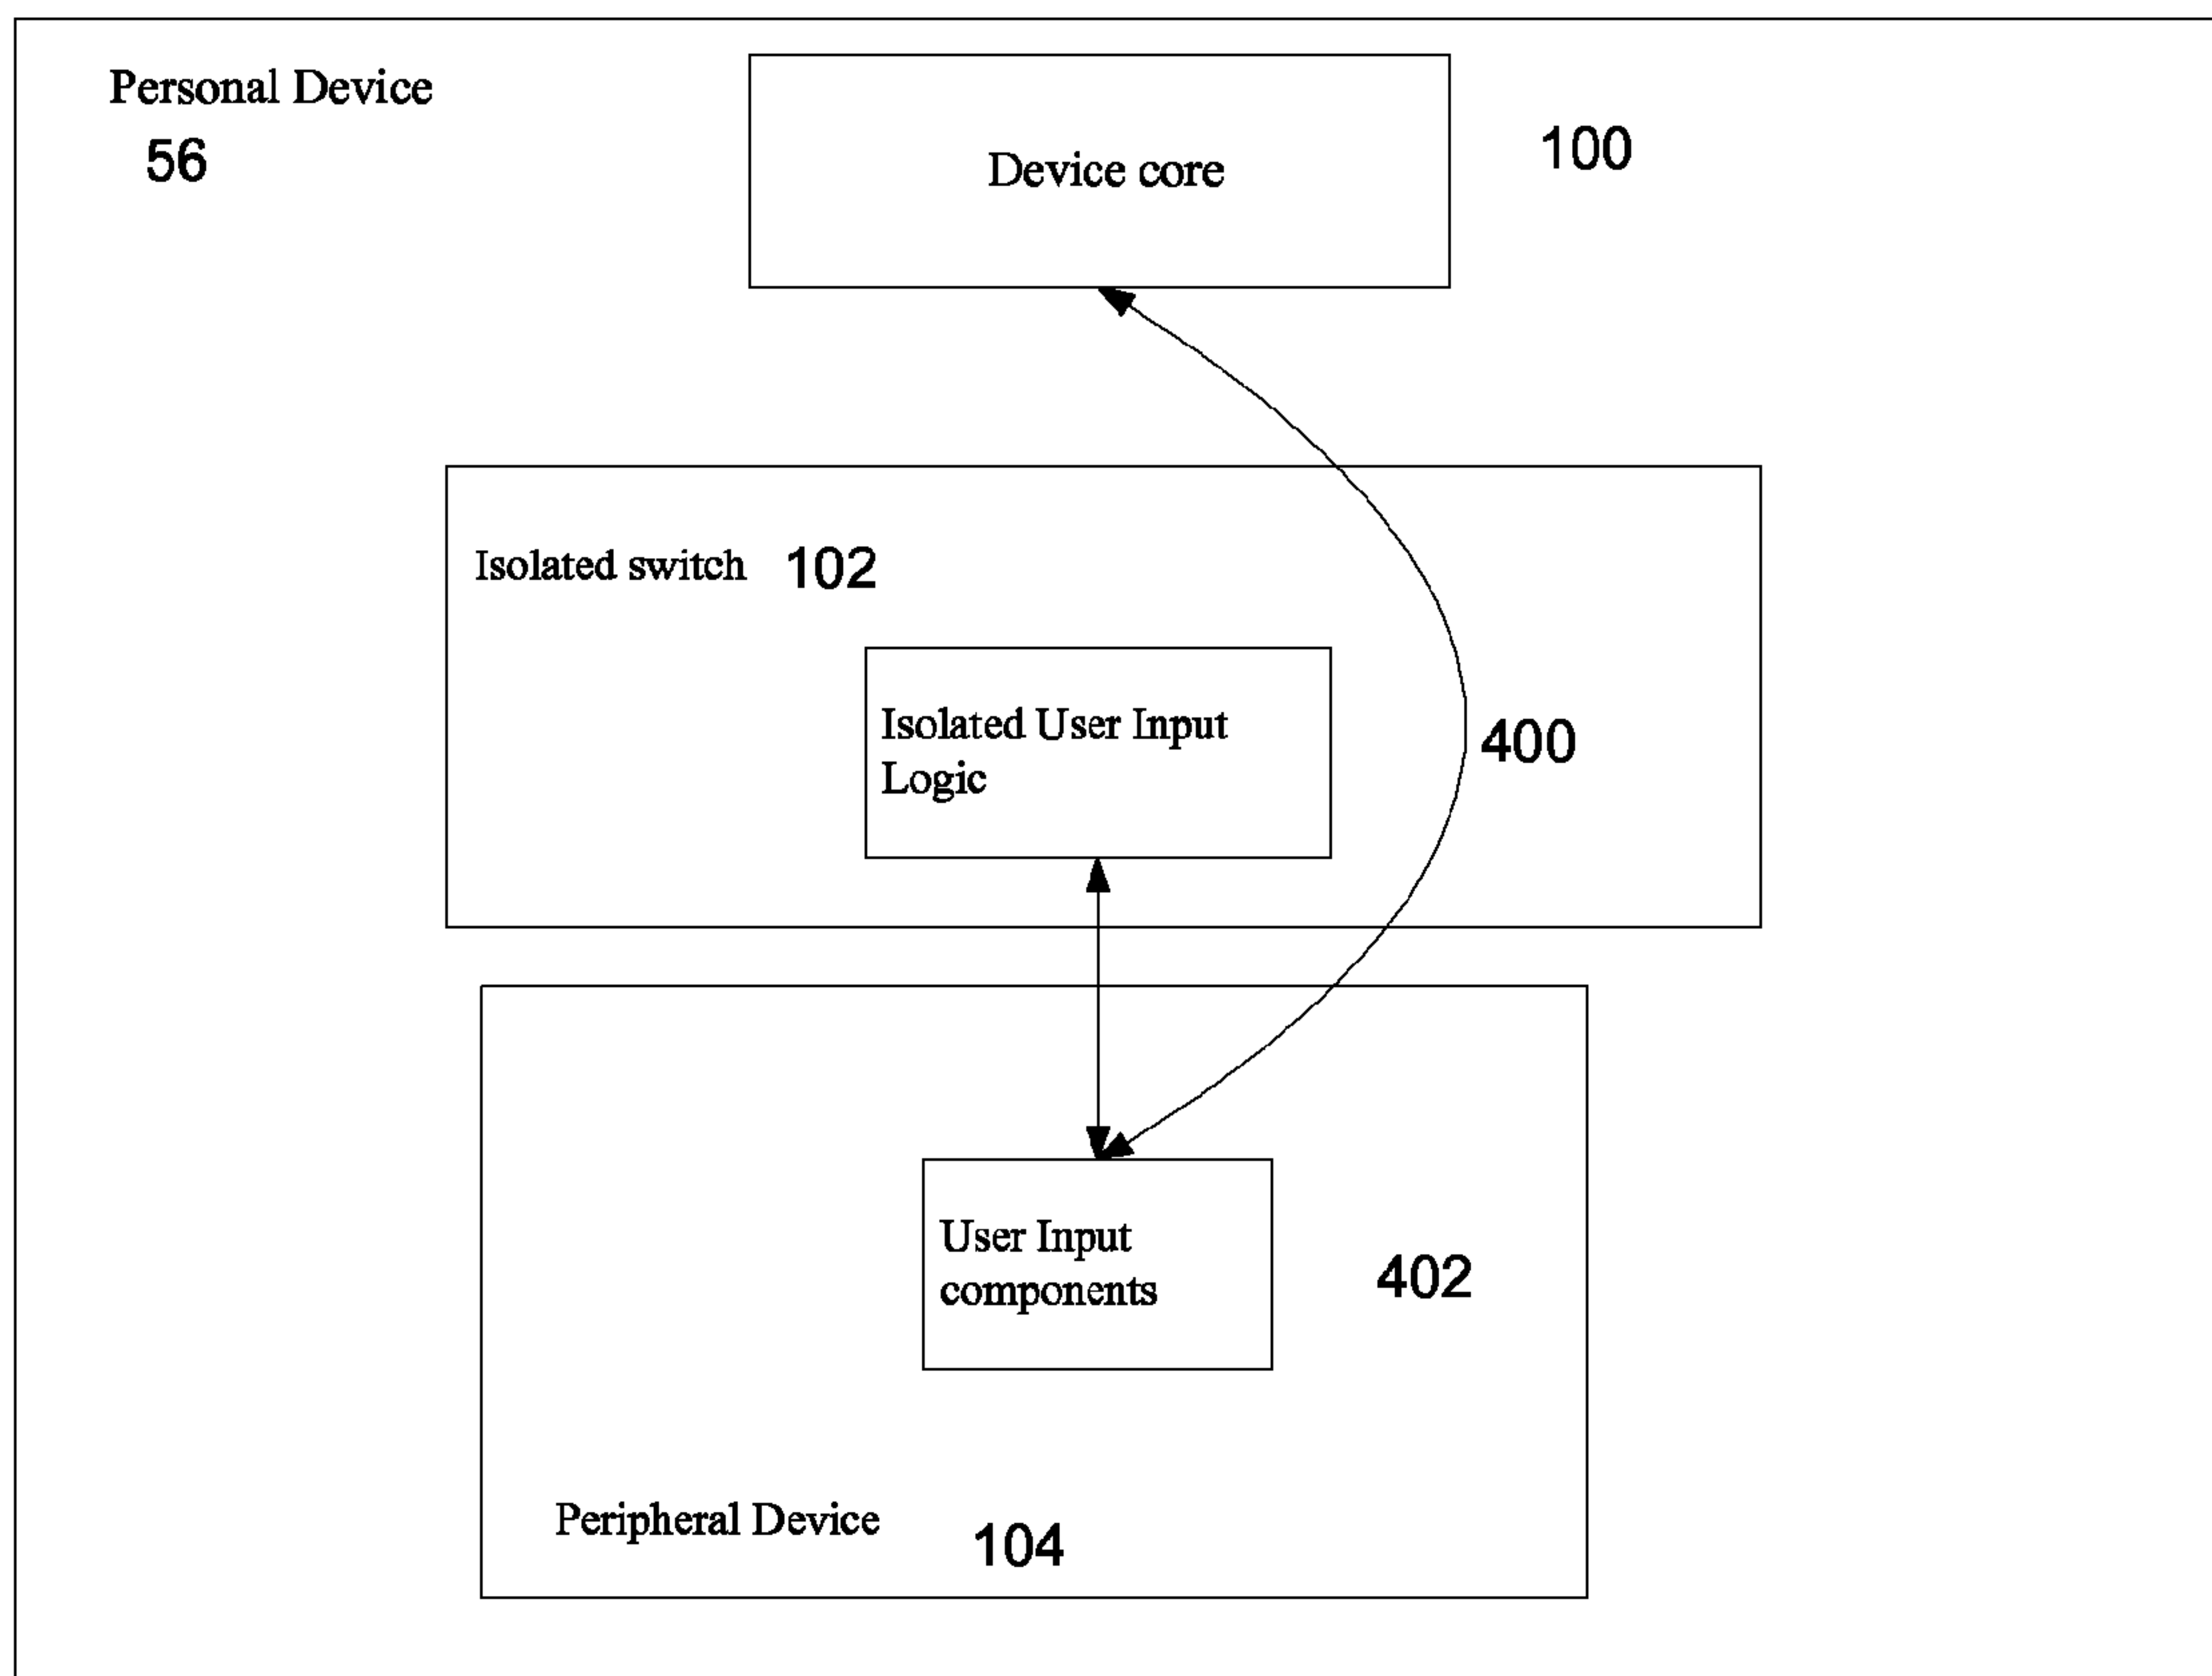 Personal Device
56
Device core
100
Isolated switch 102
Isolated User Input
Logic
400
User Input
components
402
Peripheral Device
104